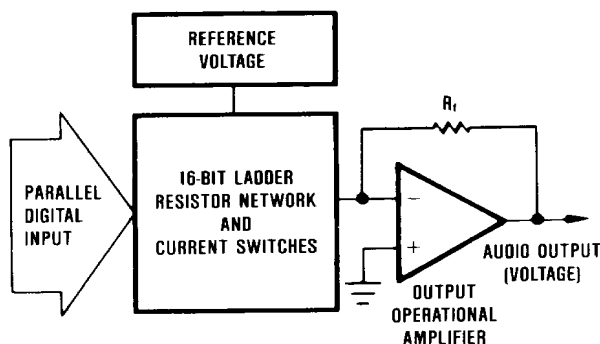 REFERENCE
VOLTAGE
Rf
PARALLEL
DIGITAL
INPUT
16-BIT LADDER
RESISTOR NETWORK
AND
CURRENT SWITCHES
−
+
AUDIO OUTPUT
(VOLTAGE)
OUTPUT
OPERATIONAL
AMPLIFIER